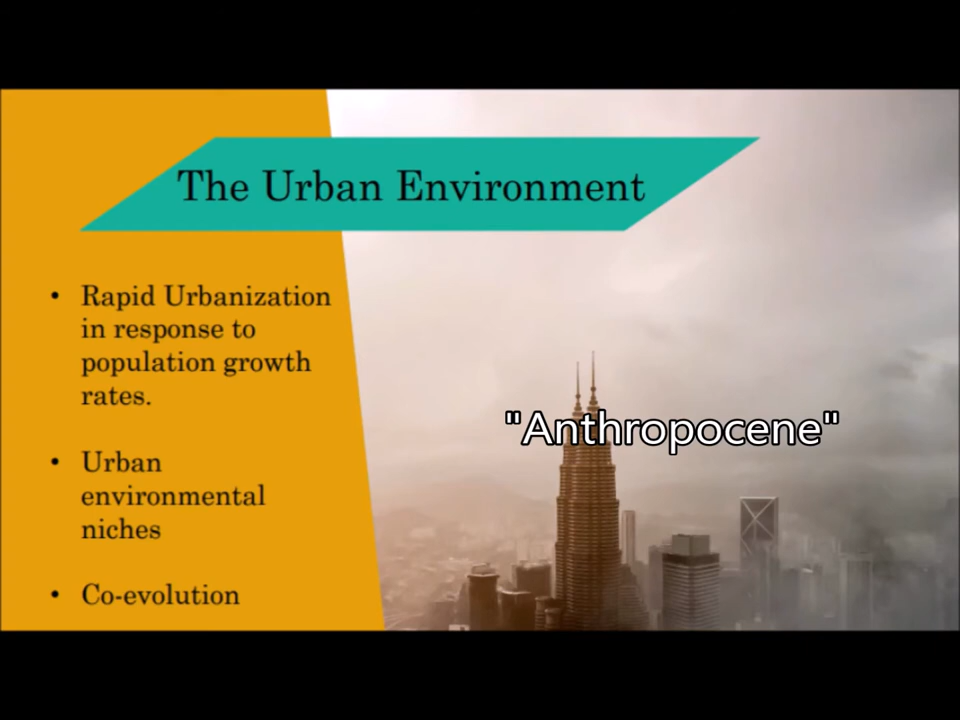 The Urban Environment
• Rapid Urbanization
in response to
population growth
rates.
• Urban
environmental
niches
• Co-evolution
"Anthropocene"